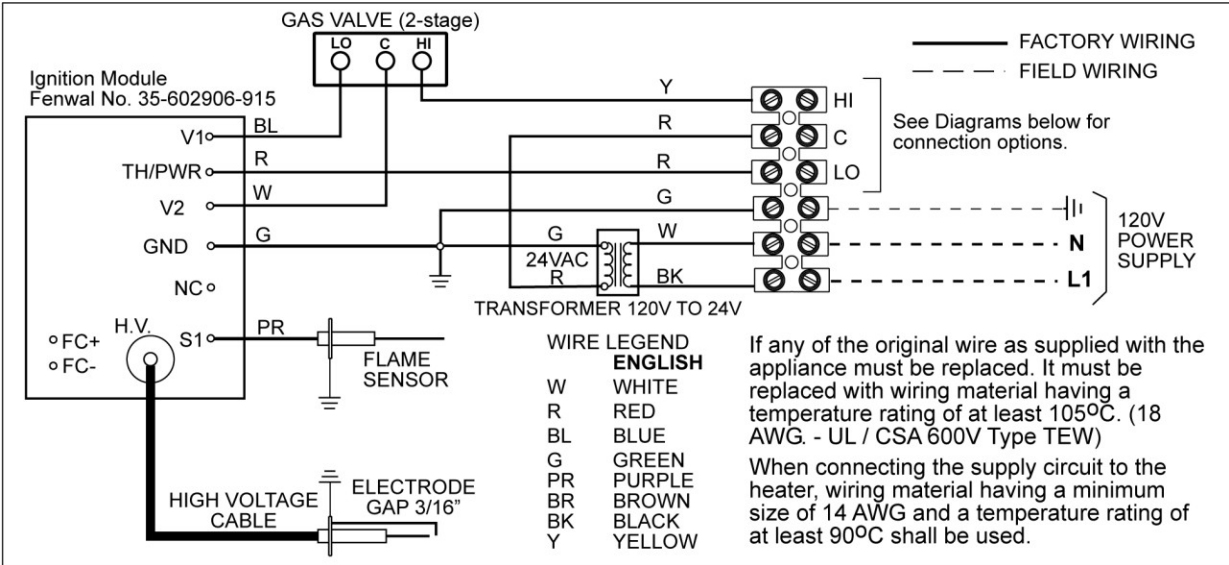 GAS VALVE (2-stage)
LO C HI
FACTORY WIRING
FIELD WIRING
Ignition Module
Fenwal No. 35-602906-915
V1 BL
TH/PWR R
V2 W
GND G
NC
H.V.
FC+
FC-
S1 PR
FLAME
SENSOR
HIGH VOLTAGE
CABLE
ELECTRODE
GAP 3/16”
Y
R
R
G
G
24VAC
R
W
BK
TRANSFORMER 120V TO 24V
HI
C
LO
See Diagrams below for
connection options.
N
L1
120V
POWER
SUPPLY
WIRE LEGEND
ENGLISH
W WHITE
R RED
BL BLUE
G GREEN
PR PURPLE
BR BROWN
BK BLACK
Y YELLOW
If any of the original wire as supplied with the
appliance must be replaced. It must be
replaced with wiring material having a
temperature rating of at least 105ºC. (18
AWG. - UL / CSA 600V Type TEW)
When connecting the supply circuit to the
heater, wiring material having a minimum
size of 14 AWG and a temperature rating of
at least 90ºC shall be used.